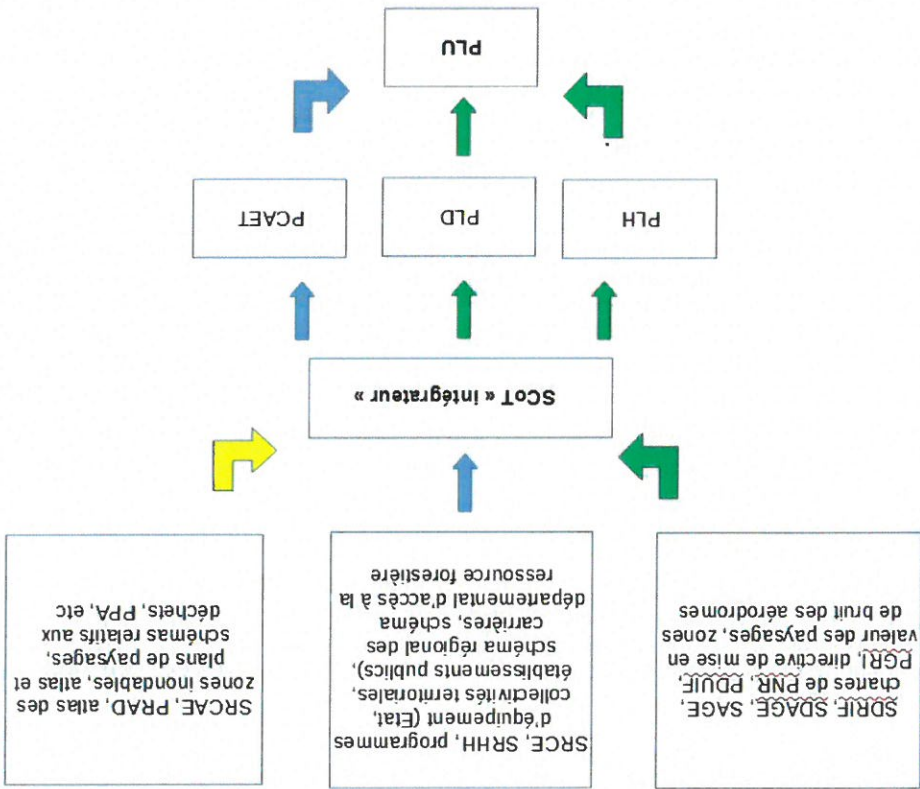 SDRIF, SDAGE, SAGE,
chartes de PNR, PDUIF,
PGRI, directive de mise en
valeur des paysages, zones
de bruit des aérodromes
SRCE, SRHH, programmes
d'équipement (Etat,
collectivités territoriales,
établissements publics),
schéma régional des
carrières, schéma
départemental d'accès à la
ressource forestière
SRCAE, PRAD, atlas des
zones inondables, atlas et
plans de paysages,
schémas relatifs aux
déchets, PPA, etc
SCoT « intégrateur »
PLH
PLD
PCAET
PLU